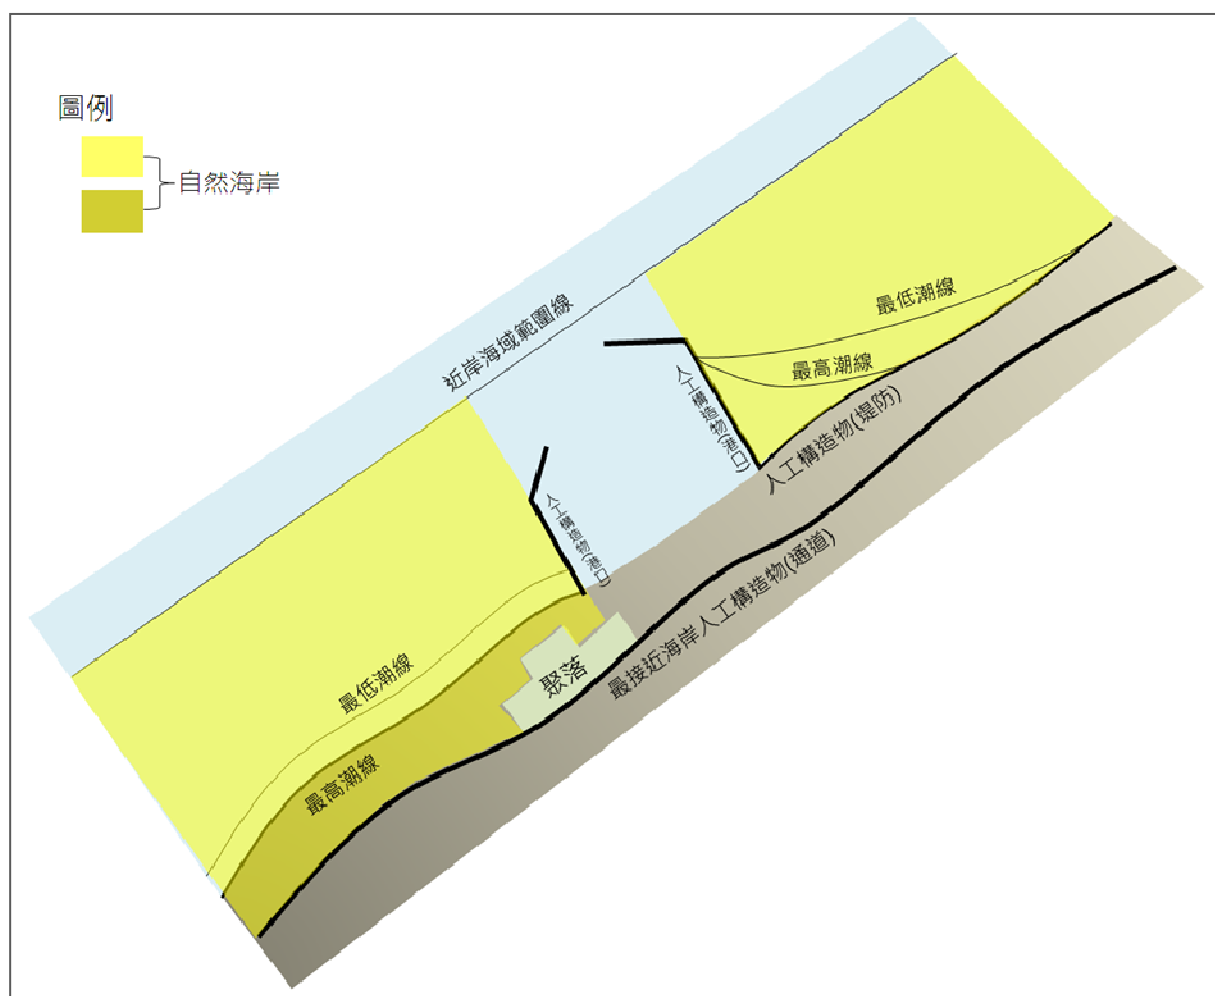 圖例
自然海岸
近岸海域範圍線
最低潮線
最高潮線
人工構造物(港口)
人工構造物(堤防)
人工構造物(港口)
最接近海岸人工構造物(通道)
最低潮線
聚落
最高潮線